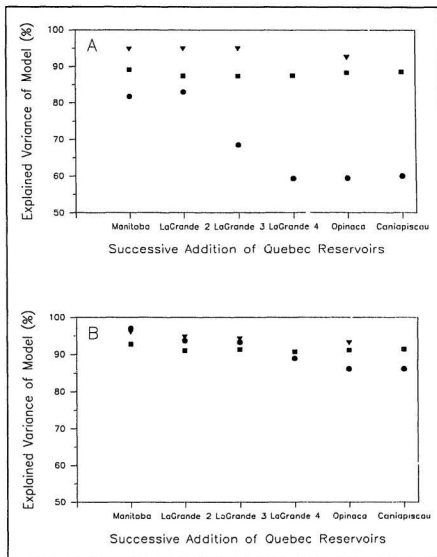 A
Explained Variance of Model (%)
100
90
80
70
60
50
Manitoba LaGrande 2 LaGrande 3 LaGrande 4 Opinaca Caniapiscau
Successive Addition of Quebec Reservoirs
B
Explained Variance of Model (%)
100
90
80
70
60
50
Manitoba LaGrande 2 LaGrande 3 LaGrande 4 Opinaca Caniapiscau
Successive Addition of Quebec Reservoirs